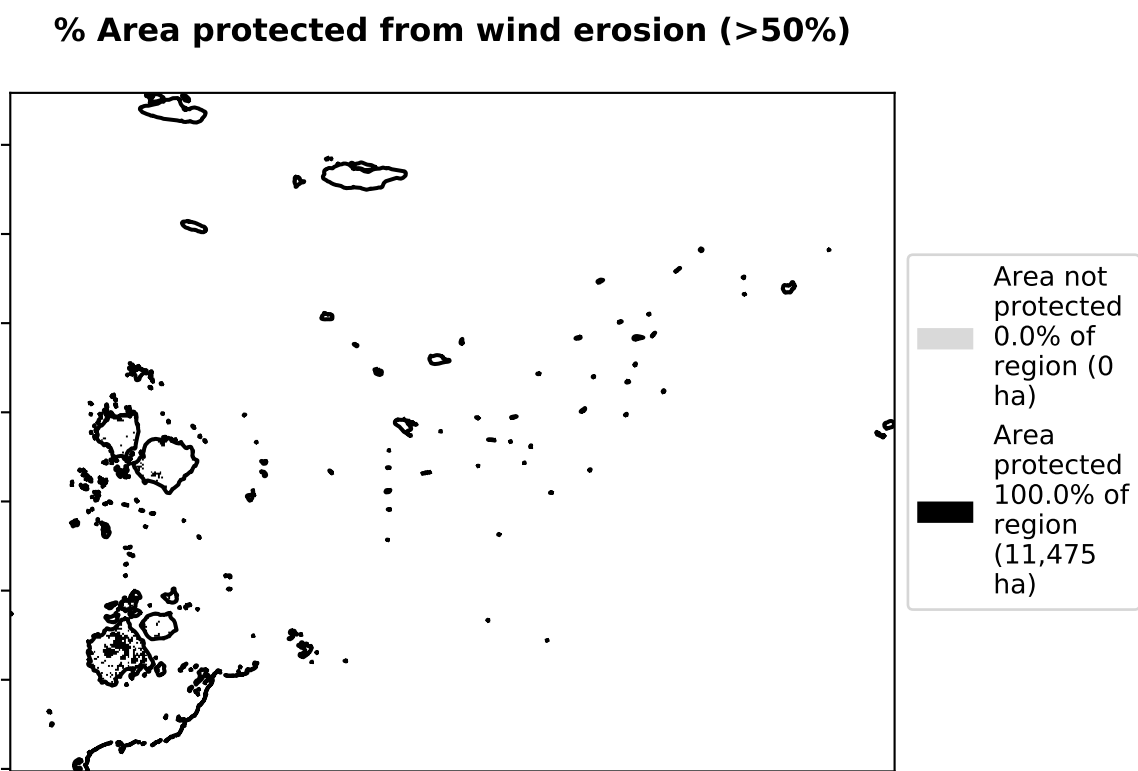 % Area protected from wind erosion (>50%)
Area not
protected
0.0% of
region (0
ha)
Area
protected
100.0% of
region
(11,475
ha)